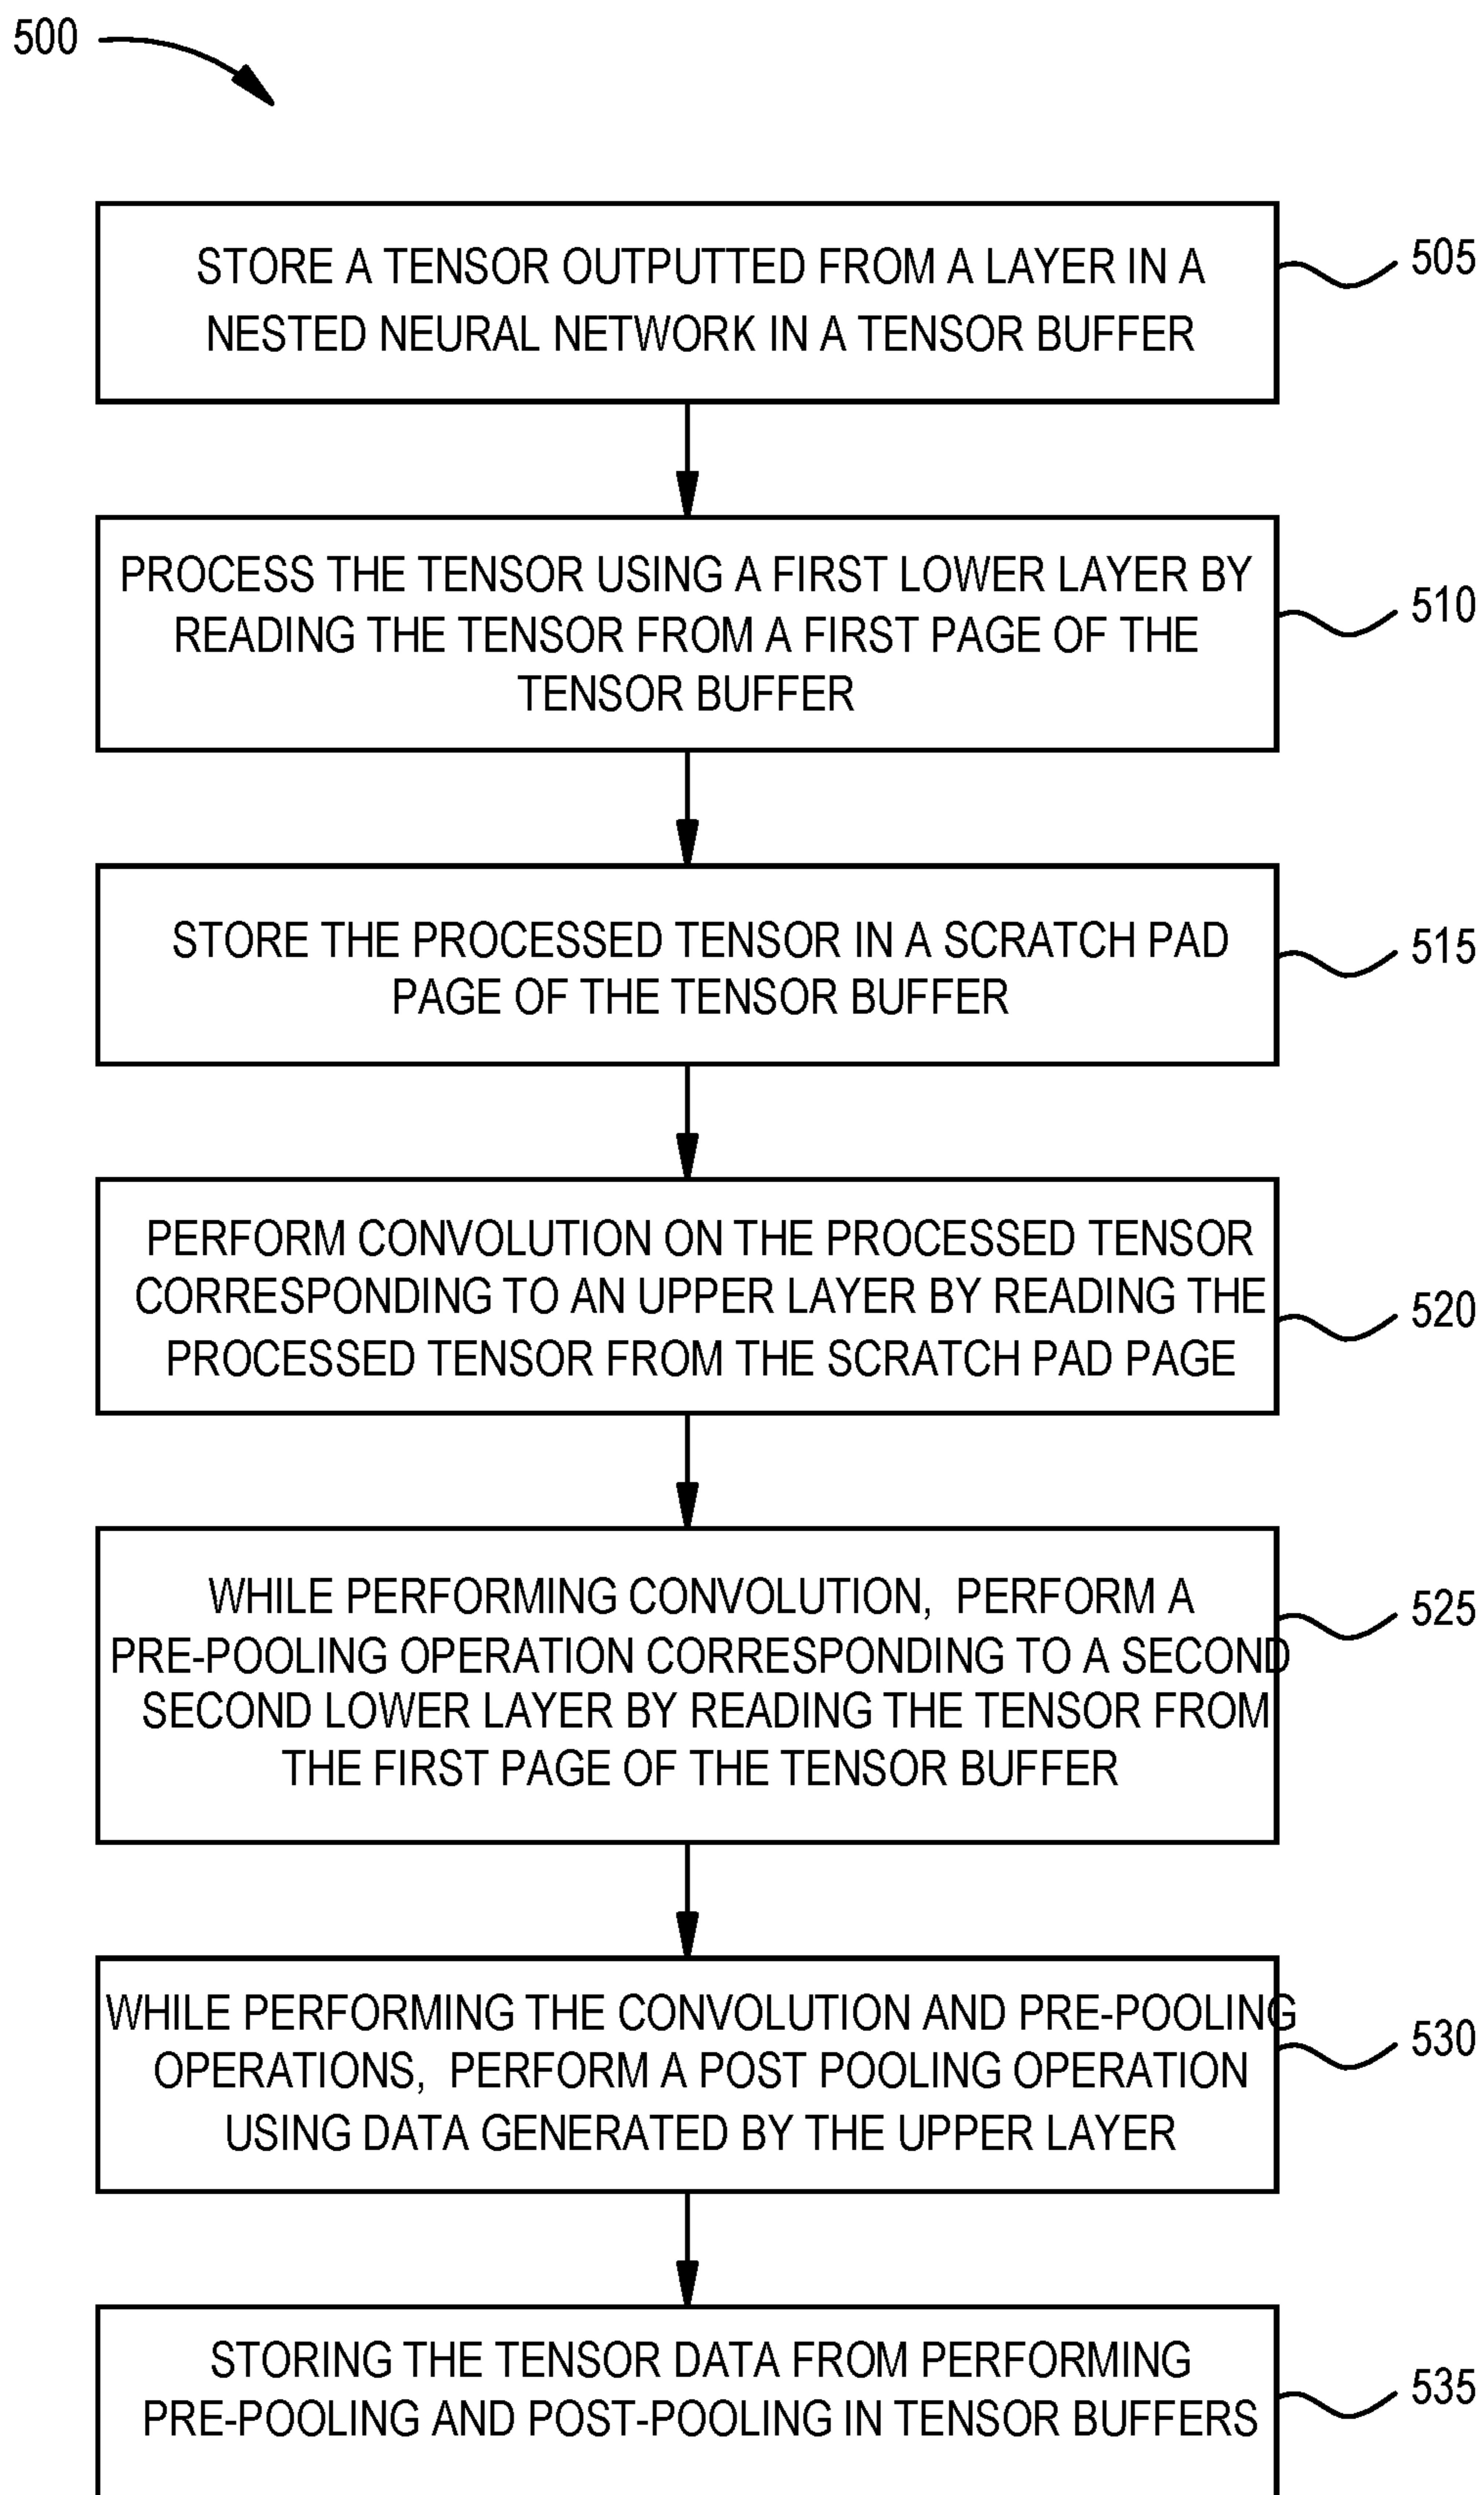 500
STORE A TENSOR OUTPUTTED FROM A LAYER IN A
NESTED NEURAL NETWORK IN A TENSOR BUFFER
505
PROCESS THE TENSOR USING A FIRST LOWER LAYER BY
READING THE TENSOR FROM A FIRST PAGE OF THE
TENSOR BUFFER
510
STORE THE PROCESSED TENSOR IN A SCRATCH PAD
PAGE OF THE TENSOR BUFFER
515
PERFORM CONVOLUTION ON THE PROCESSED TENSOR
CORRESPONDING TO AN UPPER LAYER BY READING THE
PROCESSED TENSOR FROM THE SCRATCH PAD PAGE
520
WHILE PERFORMING CONVOLUTION, PERFORM A
PRE-POOLING OPERATION CORRESPONDING TO A SECOND
SECOND LOWER LAYER BY READING THE TENSOR FROM
THE FIRST PAGE OF THE TENSOR BUFFER
525
WHILE PERFORMING THE CONVOLUTION AND PRE-POOLING
OPERATIONS, PERFORM A POST POOLING OPERATION
USING DATA GENERATED BY THE UPPER LAYER
530
STORING THE TENSOR DATA FROM PERFORMING
PRE-POOLING AND POST-POOLING IN TENSOR BUFFERS
535